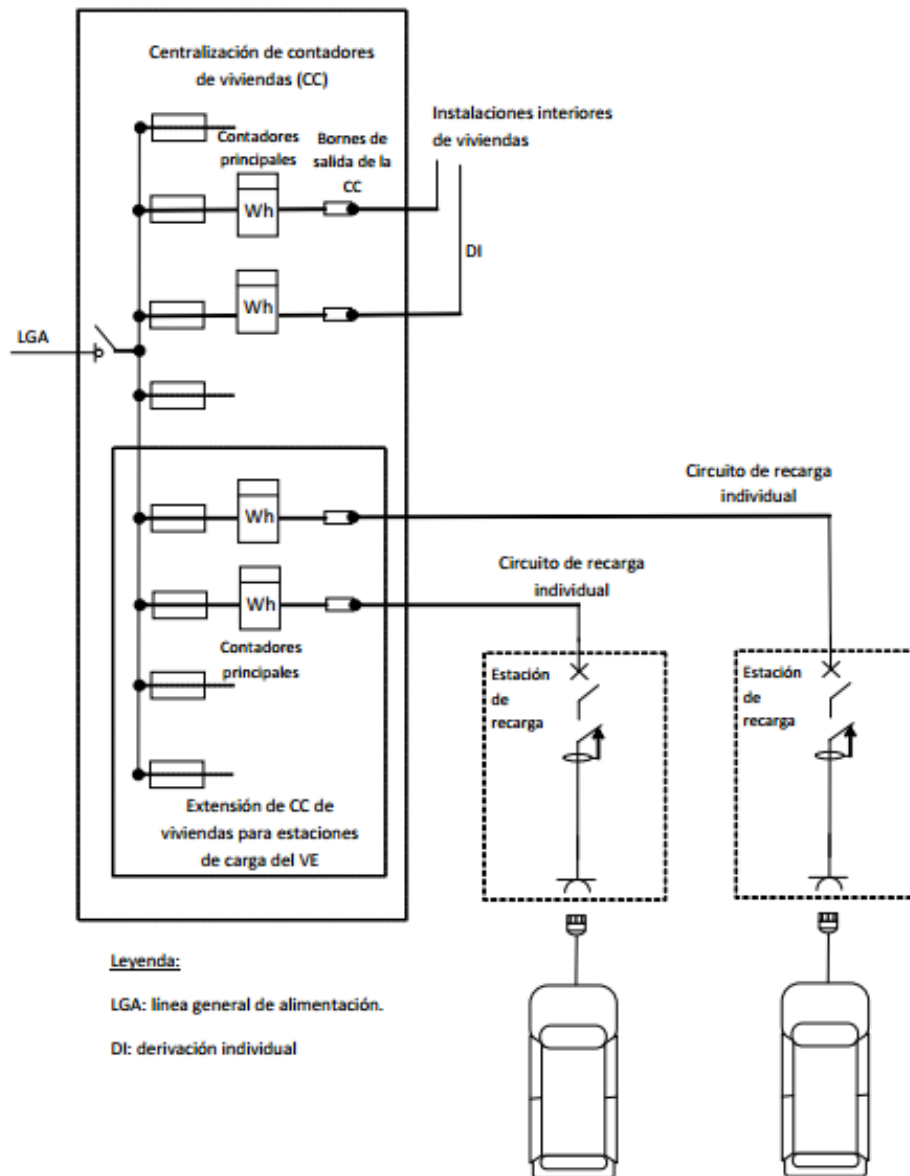 Centralización de contadores
de viviendas (CC)
Contadores
principales
Bornes de
salida de la
CC
Instalaciones interiores
de viviendas
Wh
DI
Wh
LGA
Circuito de recarga
individual
Wh
Circuito de recarga
individual
Wh
Contadores
principales
Estación
de
recarga
Estación
de
recarga
Extensión de CC de
viviendas para estaciones
de carga del VE
Leyenda:
LGA: línea general de alimentación.
DI: derivación individual